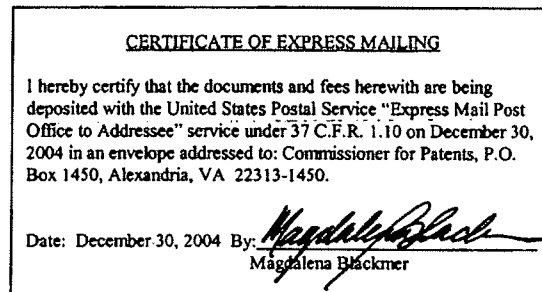 CERTIFICATE OF EXPRESS MAILING
I hereby certify that the documents and fees herewith are being
deposited with the United States Postal Service "Express Mail Post
Office to Addressee" service under 37 C.F.R. 1.10 on December 30,
2004 in an envelope addressed to: Commissioner for Patents, P.O.
Box 1450, Alexandria, VA 22313-1450.
Date: December 30, 2004 By:
Magdalena Blackmer